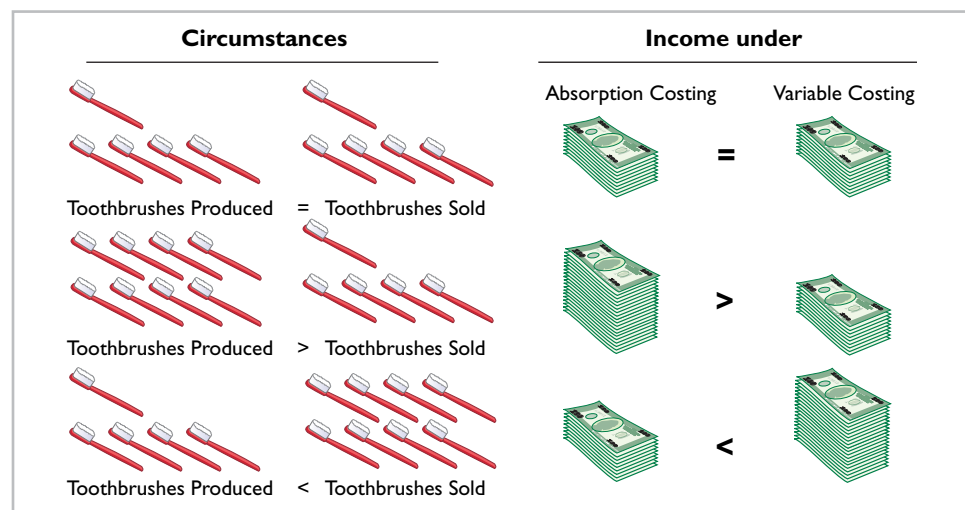 Circumstances
Income under
Absorption Costing
Variable Costing
=
Toothbrushes Produced = Toothbrushes Sold
>
Toothbrushes Produced > Toothbrushes Sold
<
Toothbrushes Produced < Toothbrushes Sold